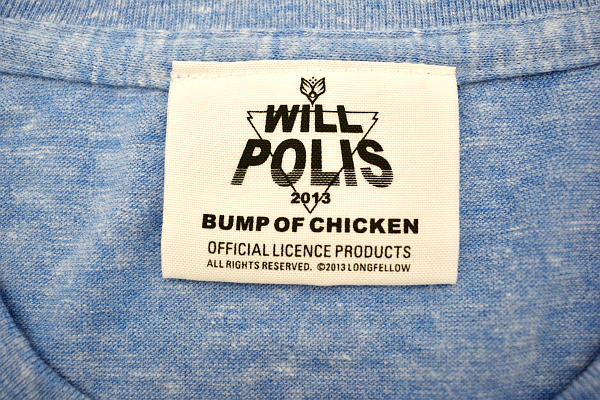 WILL
POLIS
2013
BUMP OF CHICKEN
OFFICIAL LICENCE PRODUCTS
ALL RIGHTS RESERVED. ©2013 LONGFELLOW